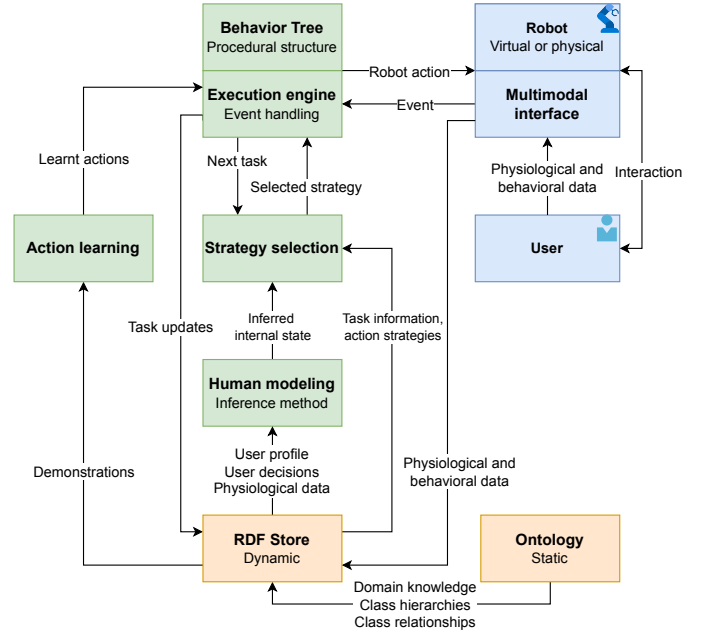 Behavior Tree
Procedural structure
Robot
Virtual or physical
Robot action
Execution engine
Event handling
Event
Multimodal
interface
Learnt actions
Next task
Selected strategy
Physiological and
behavioral data
Interaction
Action learning
Strategy selection
User
Task updates
Inferred
internal state
Task information,
action strategies
Human modeling
Inference method
Demonstrations
User profile
User decisions
Physiological data
Physiological and
behavioral data
RDF Store
Dynamic
Ontology
Static
Domain knowledge
Class hierarchies
Class relationships